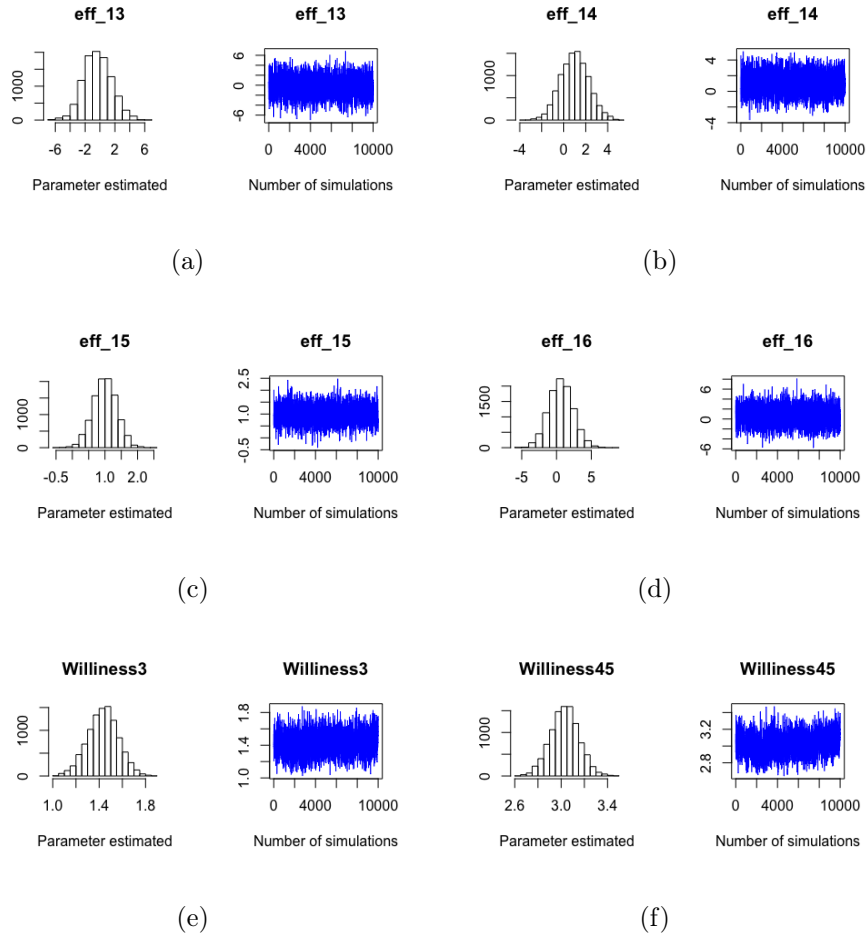 eff_13 eff_13 eff_14 eff_14
0 1000
-6 -2 2 6
-6 0 6
0 4000 10000
0 1000
-4 0 2 4
-4 0 4
0 4000 10000
Parameter estimated Number of simulations Parameter estimated Number of simulations
(a) (b)
eff_15 eff_15 eff_16 eff_16
0 1000
-0.5 1.0 2.0
-0.5 1.0 2.5
0 4000 10000
0 1500
-5 0 5
-6 0 6
0 4000 10000
Parameter estimated Number of simulations Parameter estimated Number of simulations
(c) (d)
Williness3 Williness3 Williness45 Williness45
0 1000
1.0 1.4 1.8
1.0 1.4 1.8
0 4000 10000
0 1000
2.6 3.0 3.4
2.8 3.2
0 4000 10000
Parameter estimated Number of simulations Parameter estimated Number of simulations
(e) (f)